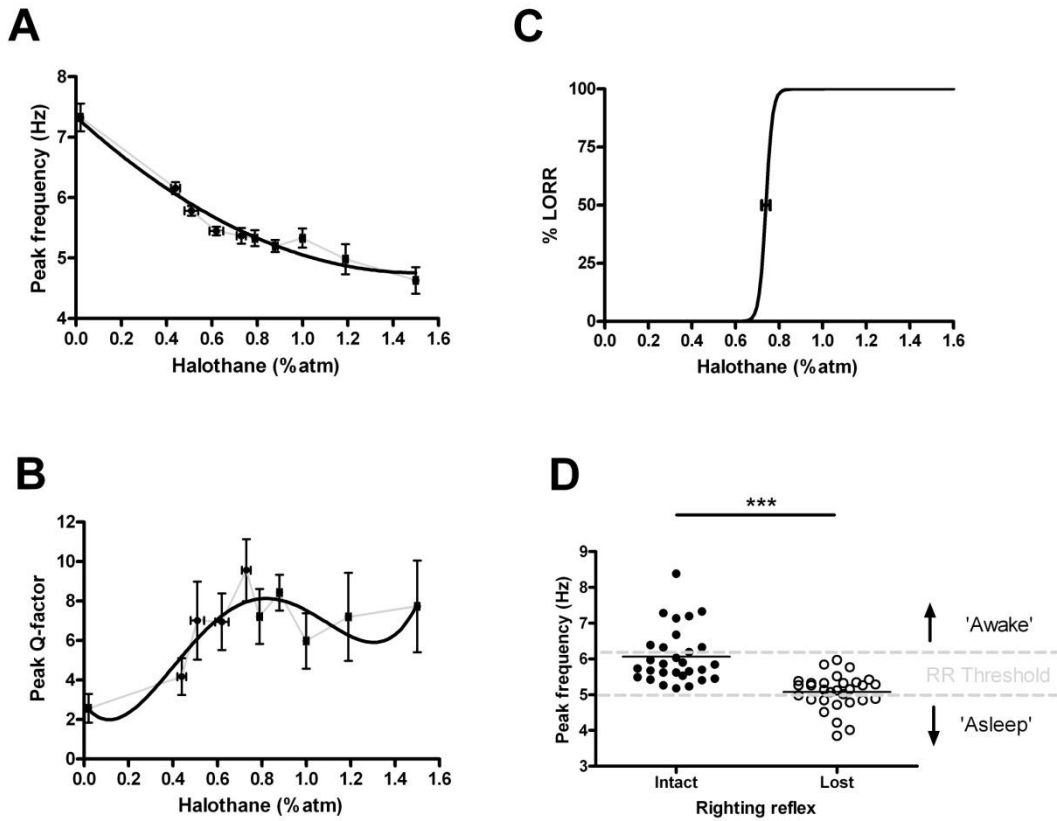 A
8
7
6
5
4
Peak frequency (Hz)
0.0 0.2 0.4 0.6 0.8 1.0 1.2 1.4 1.6
Halothane (%atm)
C
100
75
50
25
0
% LORR
0.0 0.2 0.4 0.6 0.8 1.0 1.2 1.4 1.6
Halothane (%atm)
B
12
10
8
6
4
2
0
Peak Q-factor
0.0 0.2 0.4 0.6 0.8 1.0 1.2 1.4 1.6
Halothane (%atm)
D
***
9
8
7
6
5
4
3
Peak frequency (Hz)
'Awake'
RR Threshold
'Asleep'
Intact Lost
Righting reflex